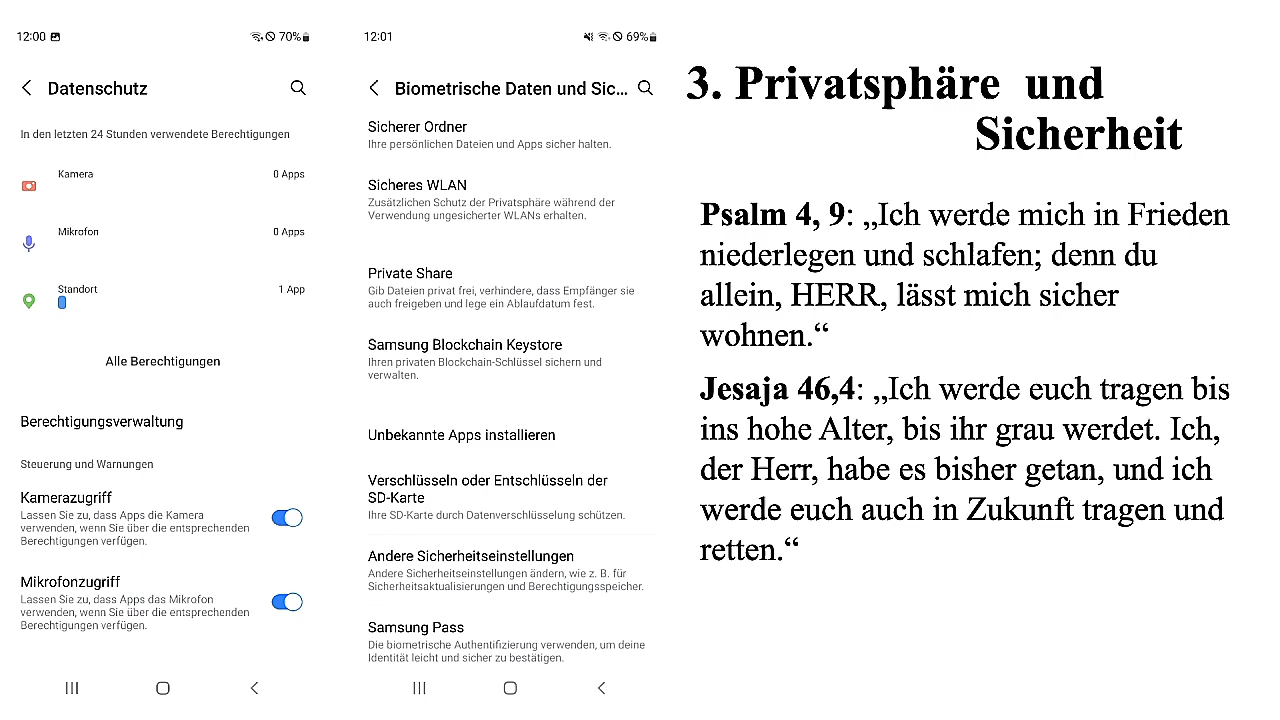 12:00
70%
Datenschutz
In den letzten 24 Stunden verwendete Berechtigungen
Kamera 0 Apps
Mikrofon 0 Apps
Standort 1 App
Alle Berechtigungen
Berechtigungsverwaltung
Steuerung und Warnungen
Kamerazugriff
Lassen Sie zu, dass Apps die Kamera
verwenden, wenn Sie über die entsprechenden
Berechtigungen verfügen.
Mikrofonzugriff
Lassen Sie zu, dass Apps das Mikrofon
verwenden, wenn Sie über die entsprechenden
Berechtigungen verfügen.
12:01
69%
Biometrische Daten und Sic...
Sicherer Ordner
Ihre persönlichen Dateien und Apps sicher halten.
Sicheres WLAN
Zusätzlichen Schutz der Privatsphäre während der
Verwendung ungesicherter WLANs erhalten.
Private Share
Gib Dateien privat frei, verhindere, dass Empfänger sie
auch freigeben und lege ein Ablaufdatum fest.
Samsung Blockchain Keystore
Ihren privaten Blockchain-Schlüssel sichern und
verwalten.
Unbekannte Apps installieren
Verschlüsseln oder Entschlüsseln der
SD-Karte
Ihre SD-Karte durch Datenverschlüsselung schützen.
Andere Sicherheitseinstellungen
Andere Sicherheitseinstellungen ändern, wie z. B. für
Sicherheitsaktualisierungen und Berechtigungsspeicher.
Samsung Pass
Die biometrische Authentifizierung verwenden, um deine
Identität leicht und sicher zu bestätigen.
3. Privatsphäre und
Sicherheit
Psalm 4, 9: „Ich werde mich in Frieden
niederlegen und schlafen; denn du
allein, HERR, lässt mich sicher
wohnen.“
Jesaja 46,4: „Ich werde euch tragen bis
ins hohe Alter, bis ihr grau werdet. Ich,
der Herr, habe es bisher getan, und ich
werde euch auch in Zukunft tragen und
retten.“